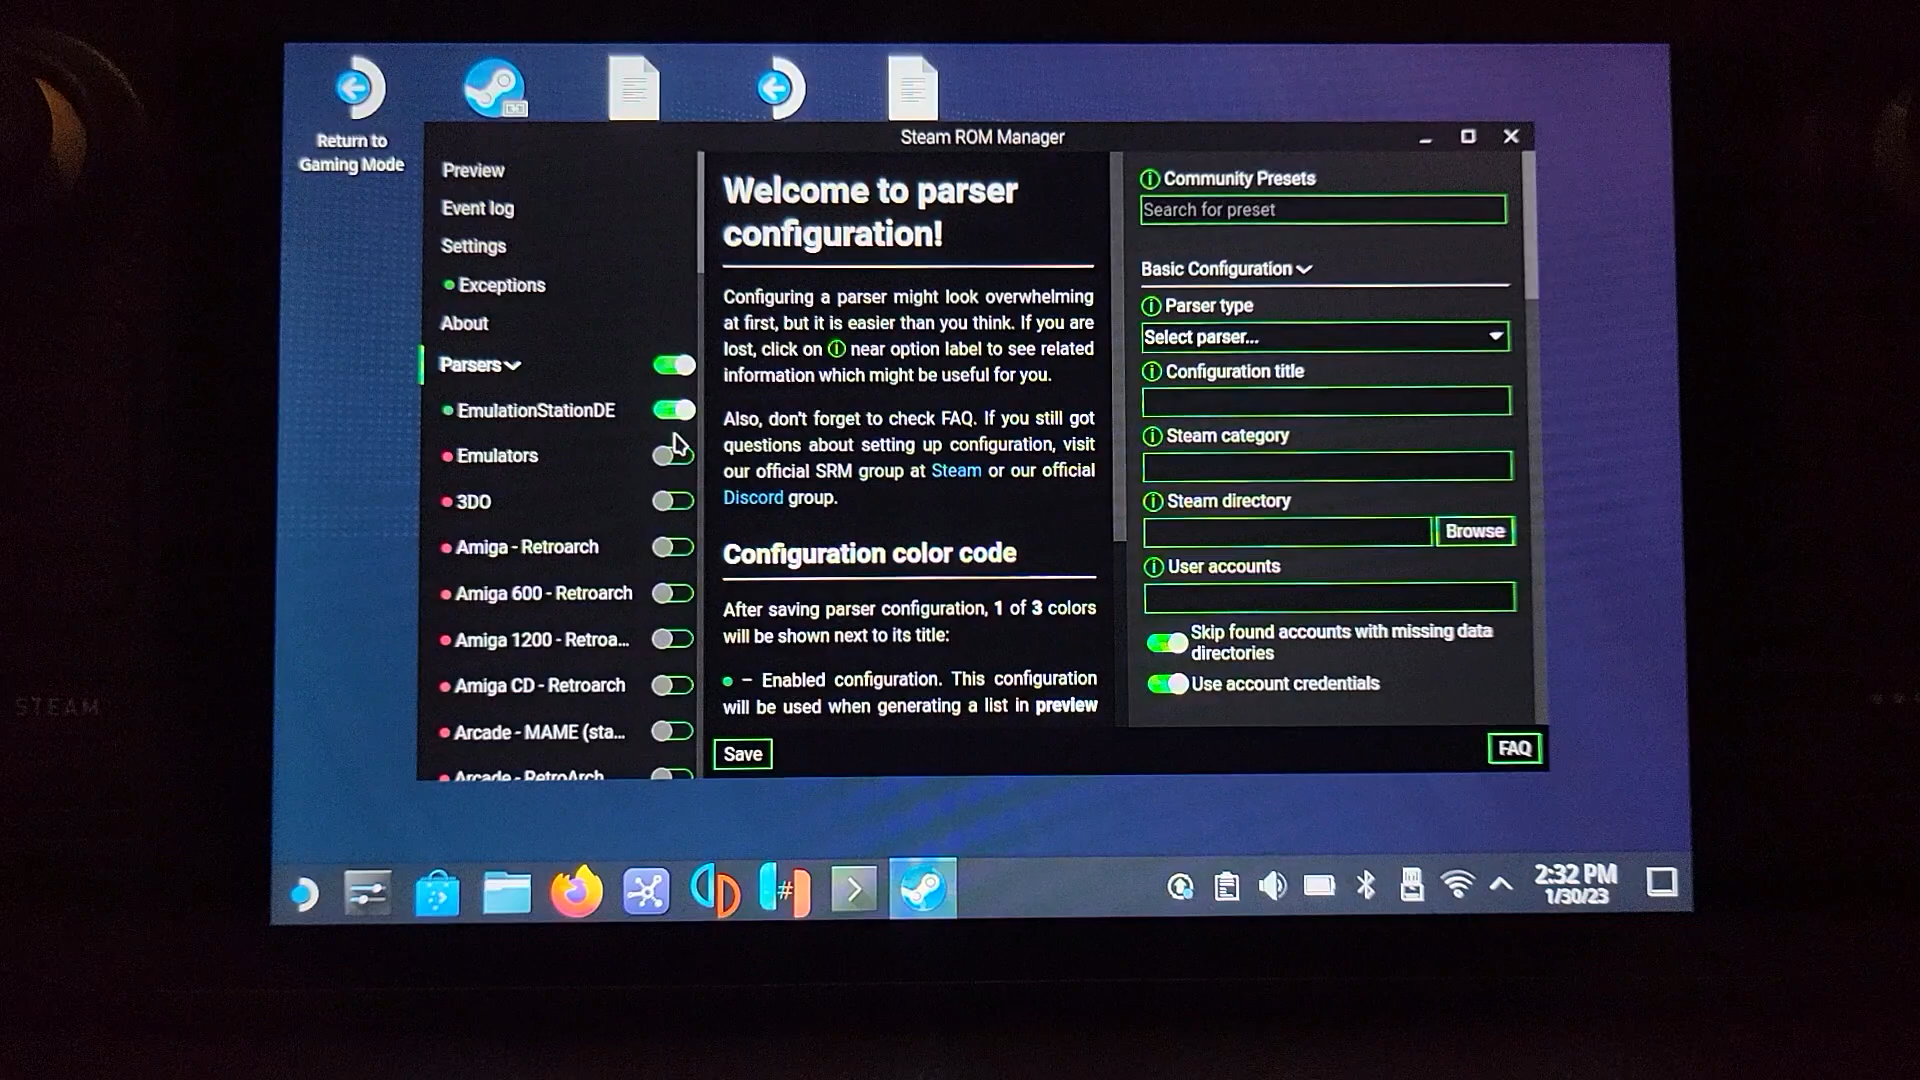 Return to
Gaming Mode
Steam ROM Manager
Preview
Event log
Settings
Exceptions
About
Parsers
EmulationStationDE
Emulators
3DO
Amiga - Retroarch
Amiga 600 - Retroarch
Amiga 1200 - Retroa...
Amiga CD - Retroarch
Arcade - MAME (sta...
Arcade - RetroArch
Welcome to parser
configuration!
Configuring a parser might look overwhelming
at first, but it is easier than you think. If you are
lost, click on ⓘ near option label to see related
information which might be useful for you.
Also, don't forget to check FAQ. If you still got
questions about setting up configuration, visit
our official SRM group at Steam or our official
Discord group.
Configuration color code
After saving parser configuration, 1 of 3 colors
will be shown next to its title:
– Enabled configuration. This configuration
will be used when generating a list in preview
Save
Community Presets
Search for preset
Basic Configuration
Parser type
Select parser...
Configuration title
Steam category
Steam directory
Browse
User accounts
Skip found accounts with missing data
directories
Use account credentials
FAQ
STEAM
2:32 PM
1/30/23